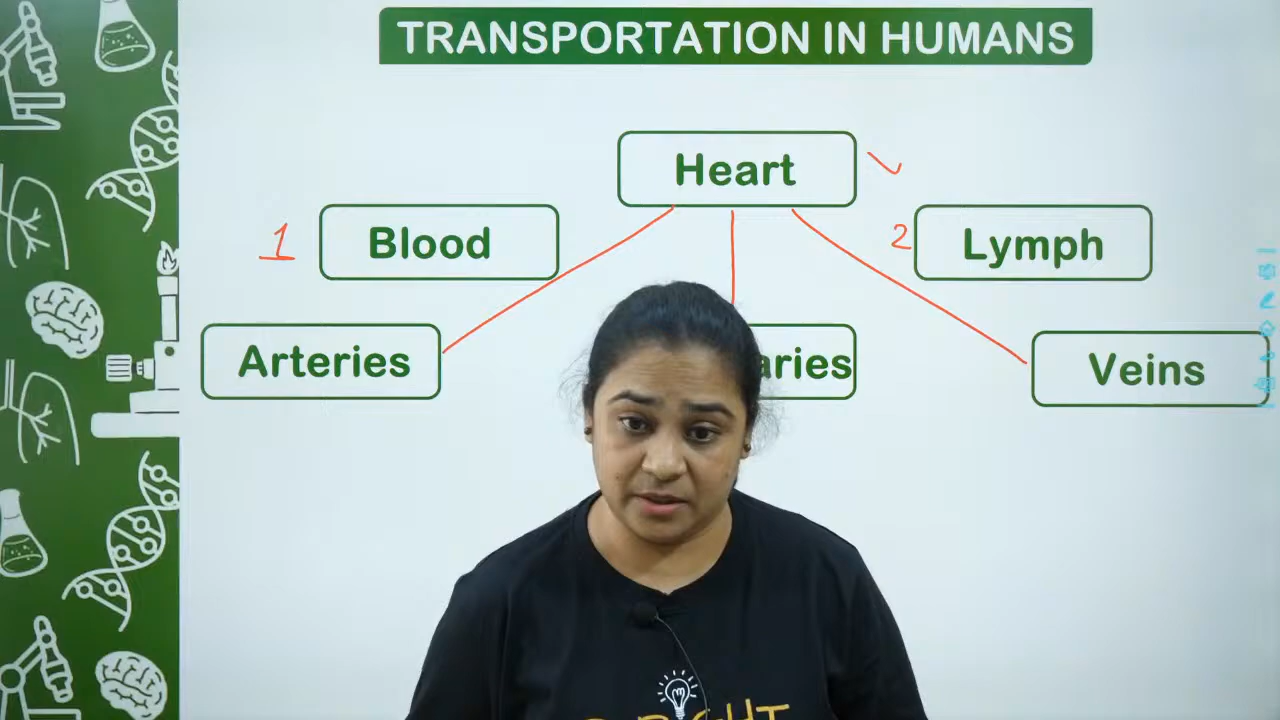 TRANSPORTATION IN HUMANS
Heart
1 Blood
2 Lymph
Arteries
aries
Veins